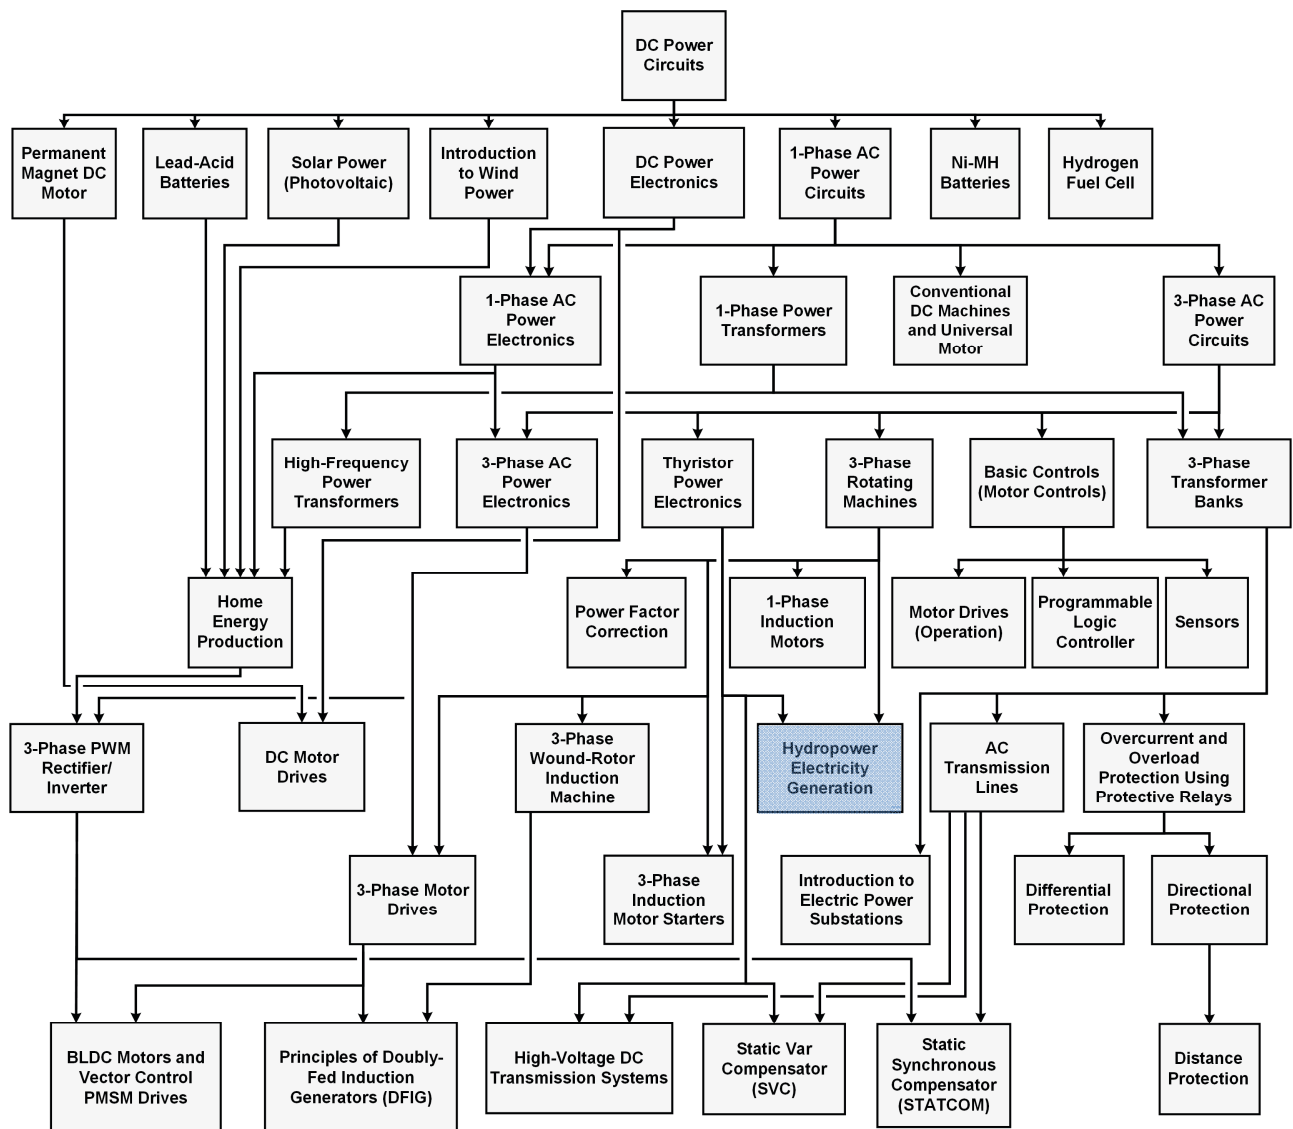 DC Power
Circuits
Permanent
Magnet DC
Motor
Lead-Acid
Batteries
Solar Power
(Photovoltaic)
Introduction
to Wind
Power
DC Power
Electronics
1-Phase AC
Power
Circuits
Ni-MH
Batteries
Hydrogen
Fuel Cell
1-Phase AC
Power
Electronics
1-Phase Power
Transformers
Conventional
DC Machines
and Universal
Motor
3-Phase AC
Power
Circuits
High-Frequency
Power
Transformers
3-Phase AC
Power
Electronics
Thyristor
Power
Electronics
3-Phase
Rotating
Machines
Basic Controls
(Motor Controls)
3-Phase
Transformer
Banks
Home
Energy
Production
Power Factor
Correction
1-Phase
Induction
Motors
Motor Drives
(Operation)
Programmable
Logic
Controller
Sensors
3-Phase PWM
Rectifier/
Inverter
DC Motor
Drives
3-Phase
Wound-Rotor
Induction
Machine
Hydropower
Electricity
Generation
AC
Transmission
Lines
Overcurrent and
Overload
Protection Using
Protective Relays
3-Phase Motor
Drives
3-Phase
Induction
Motor Starters
Introduction to
Electric Power
Substations
Differential
Protection
Directional
Protection
BLDC Motors and
Vector Control
PMSM Drives
Principles of Doubly-
Fed Induction
Generators (DFIG)
High-Voltage DC
Transmission Systems
Static Var
Compensator
(SVC)
Static
Synchronous
Compensator
(STATCOM)
Distance
Protection